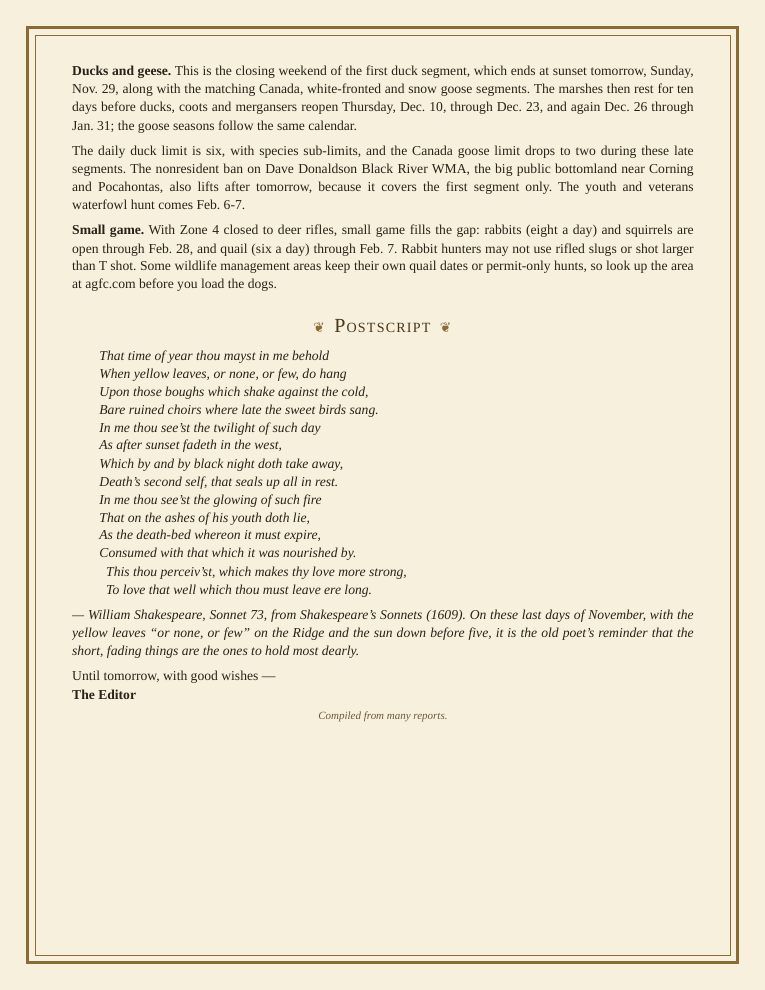 Ducks and geese. This is the closing weekend of the first duck segment, which ends at sunset tomorrow, Sunday,
Nov. 29, along with the matching Canada, white-fronted and snow goose segments. The marshes then rest for ten
days before ducks, coots and mergansers reopen Thursday, Dec. 10, through Dec. 23, and again Dec. 26 through
Jan. 31; the goose seasons follow the same calendar.
The daily duck limit is six, with species sub-limits, and the Canada goose limit drops to two during these late
segments. The nonresident ban on Dave Donaldson Black River WMA, the big public bottomland near Corning
and Pocahontas, also lifts after tomorrow, because it covers the first segment only. The youth and veterans
waterfowl hunt comes Feb. 6-7.
Small game. With Zone 4 closed to deer rifles, small game fills the gap: rabbits (eight a day) and squirrels are
open through Feb. 28, and quail (six a day) through Feb. 7. Rabbit hunters may not use rifled slugs or shot larger
than T shot. Some wildlife management areas keep their own quail dates or permit-only hunts, so look up the area
at agfc.com before you load the dogs.
❦ Postscript ❦
That time of year thou mayst in me behold
When yellow leaves, or none, or few, do hang
Upon those boughs which shake against the cold,
Bare ruined choirs where late the sweet birds sang.
In me thou see’st the twilight of such day
As after sunset fadeth in the west,
Which by and by black night doth take away,
Death’s second self, that seals up all in rest.
In me thou see’st the glowing of such fire
That on the ashes of his youth doth lie,
As the death-bed whereon it must expire,
Consumed with that which it was nourished by.
This thou perceiv’st, which makes thy love more strong,
To love that well which thou must leave ere long.
— William Shakespeare, Sonnet 73, from Shakespeare’s Sonnets (1609). On these last days of November, with the
yellow leaves “or none, or few” on the Ridge and the sun down before five, it is the old poet’s reminder that the
short, fading things are the ones to hold most dearly.
Until tomorrow, with good wishes —
The Editor
Compiled from many reports.